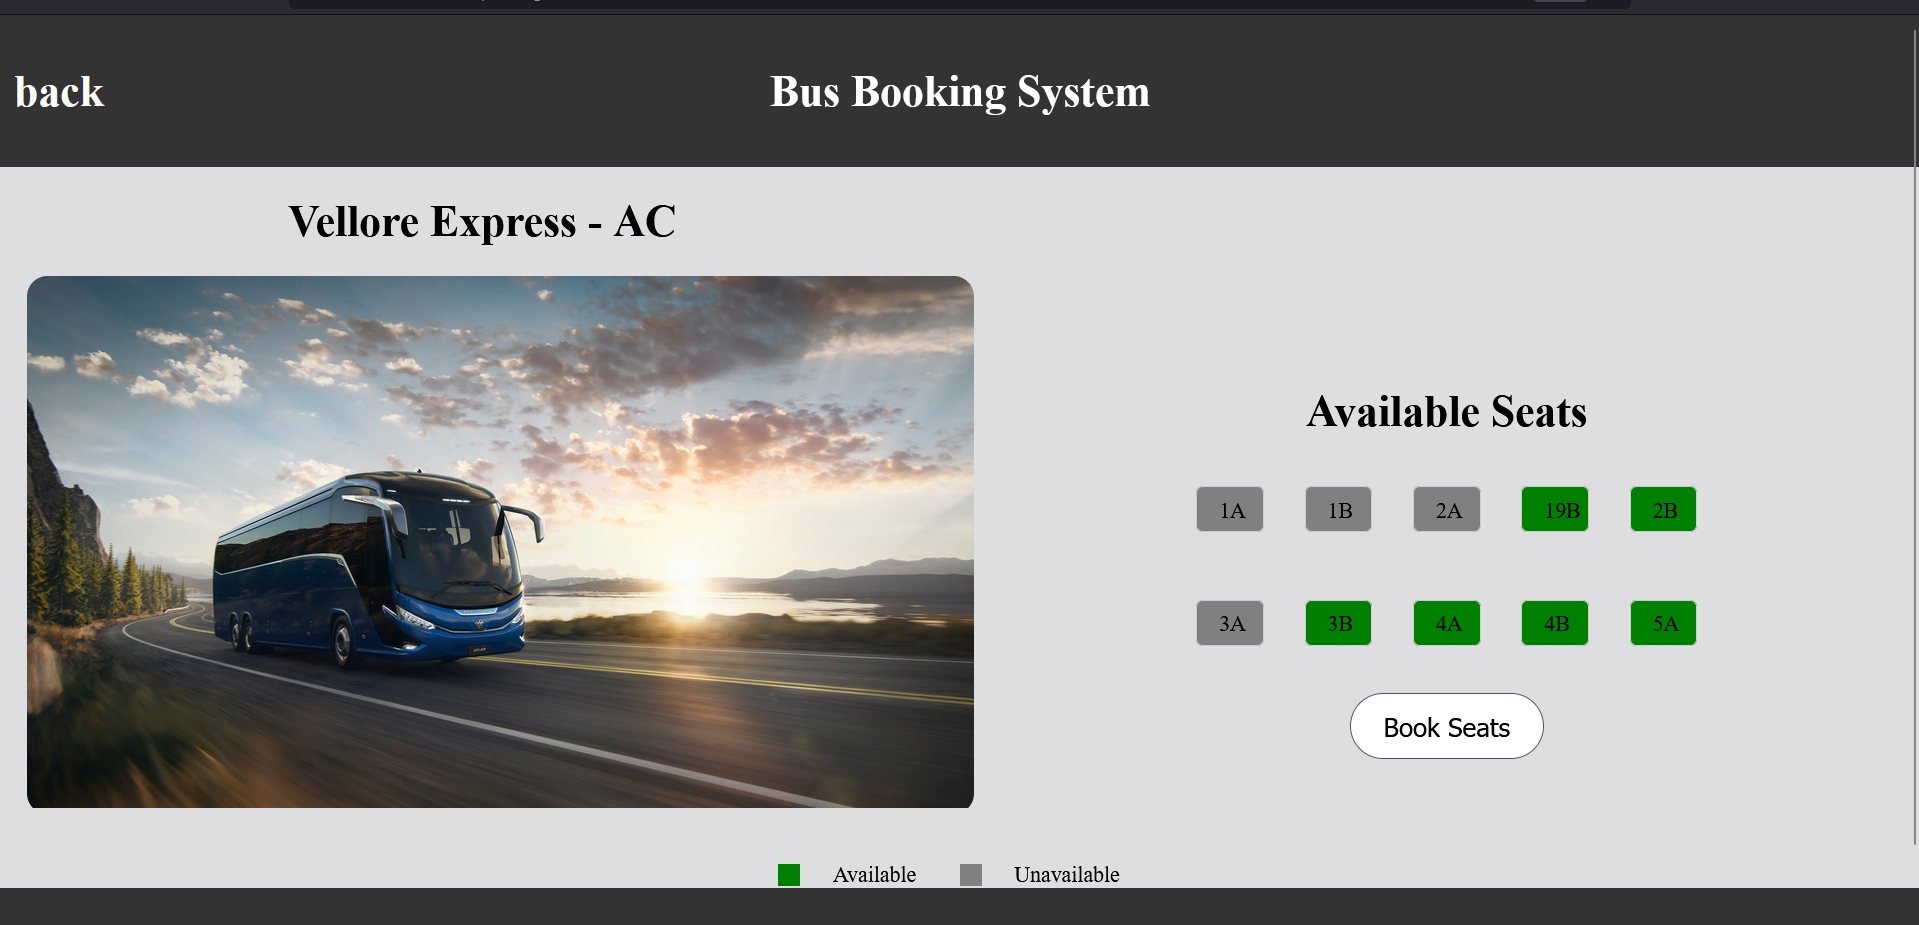 back
Bus Booking System
Vellore Express - AC
Available Seats
1A 1B 2A 19B 2B
3A 3B 4A 4B 5A
Book Seats
Available Unavailable